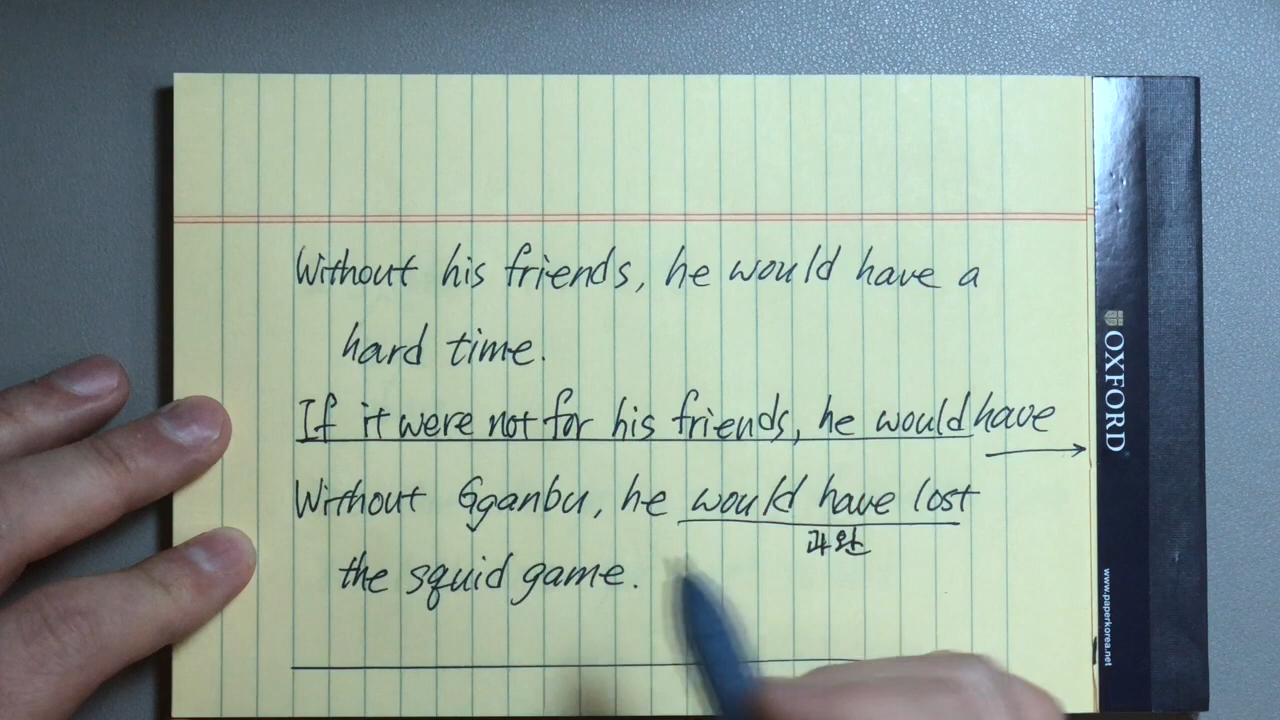 Without his friends, he would have a
hard time.
If it were not for his friends, he would have
Without Gganbu, he would have lost
과완
the squid game.
OXFORD
www.paperkorea.net